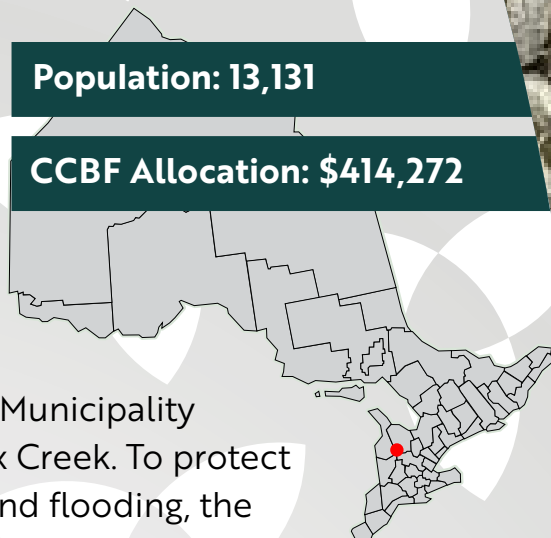 Population: 13,131
CCBF Allocation: $414,272
Municipality
Creek. To protect
nd flooding, the